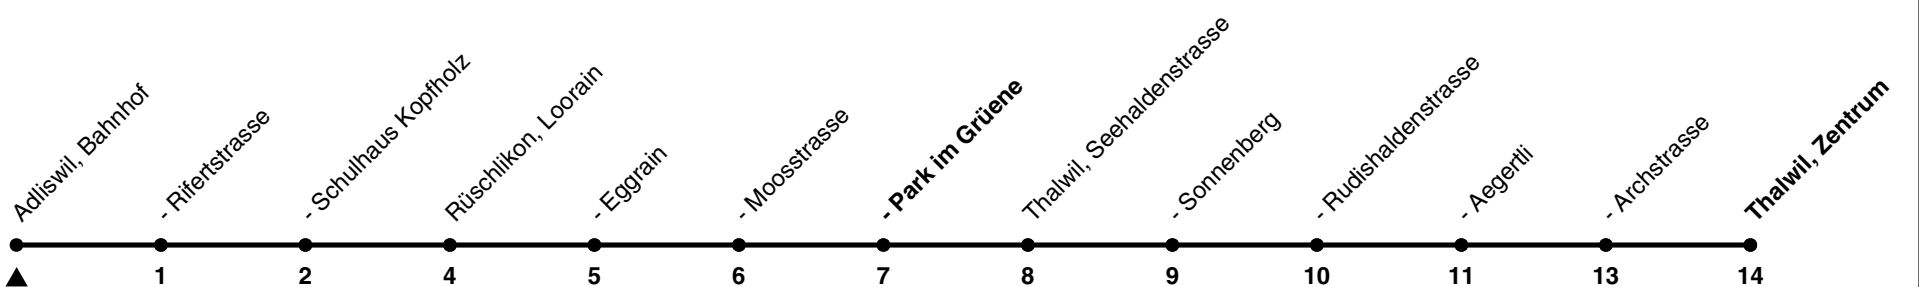 Adliswil, Bahnhof
- Rifertstrasse
- Schulhaus Kopfholz
Rüschlikon, Loorain
- Eggrain
- Moosstrasse
- Park im Grüene
Thalwil, Seehaldenstrasse
- Sonnenberg
- Rudishaldenstrasse
- Aegertli
- Archstrasse
Thalwil, Zentrum
1 2 4 5 6 7 8 9 10 11 13 14